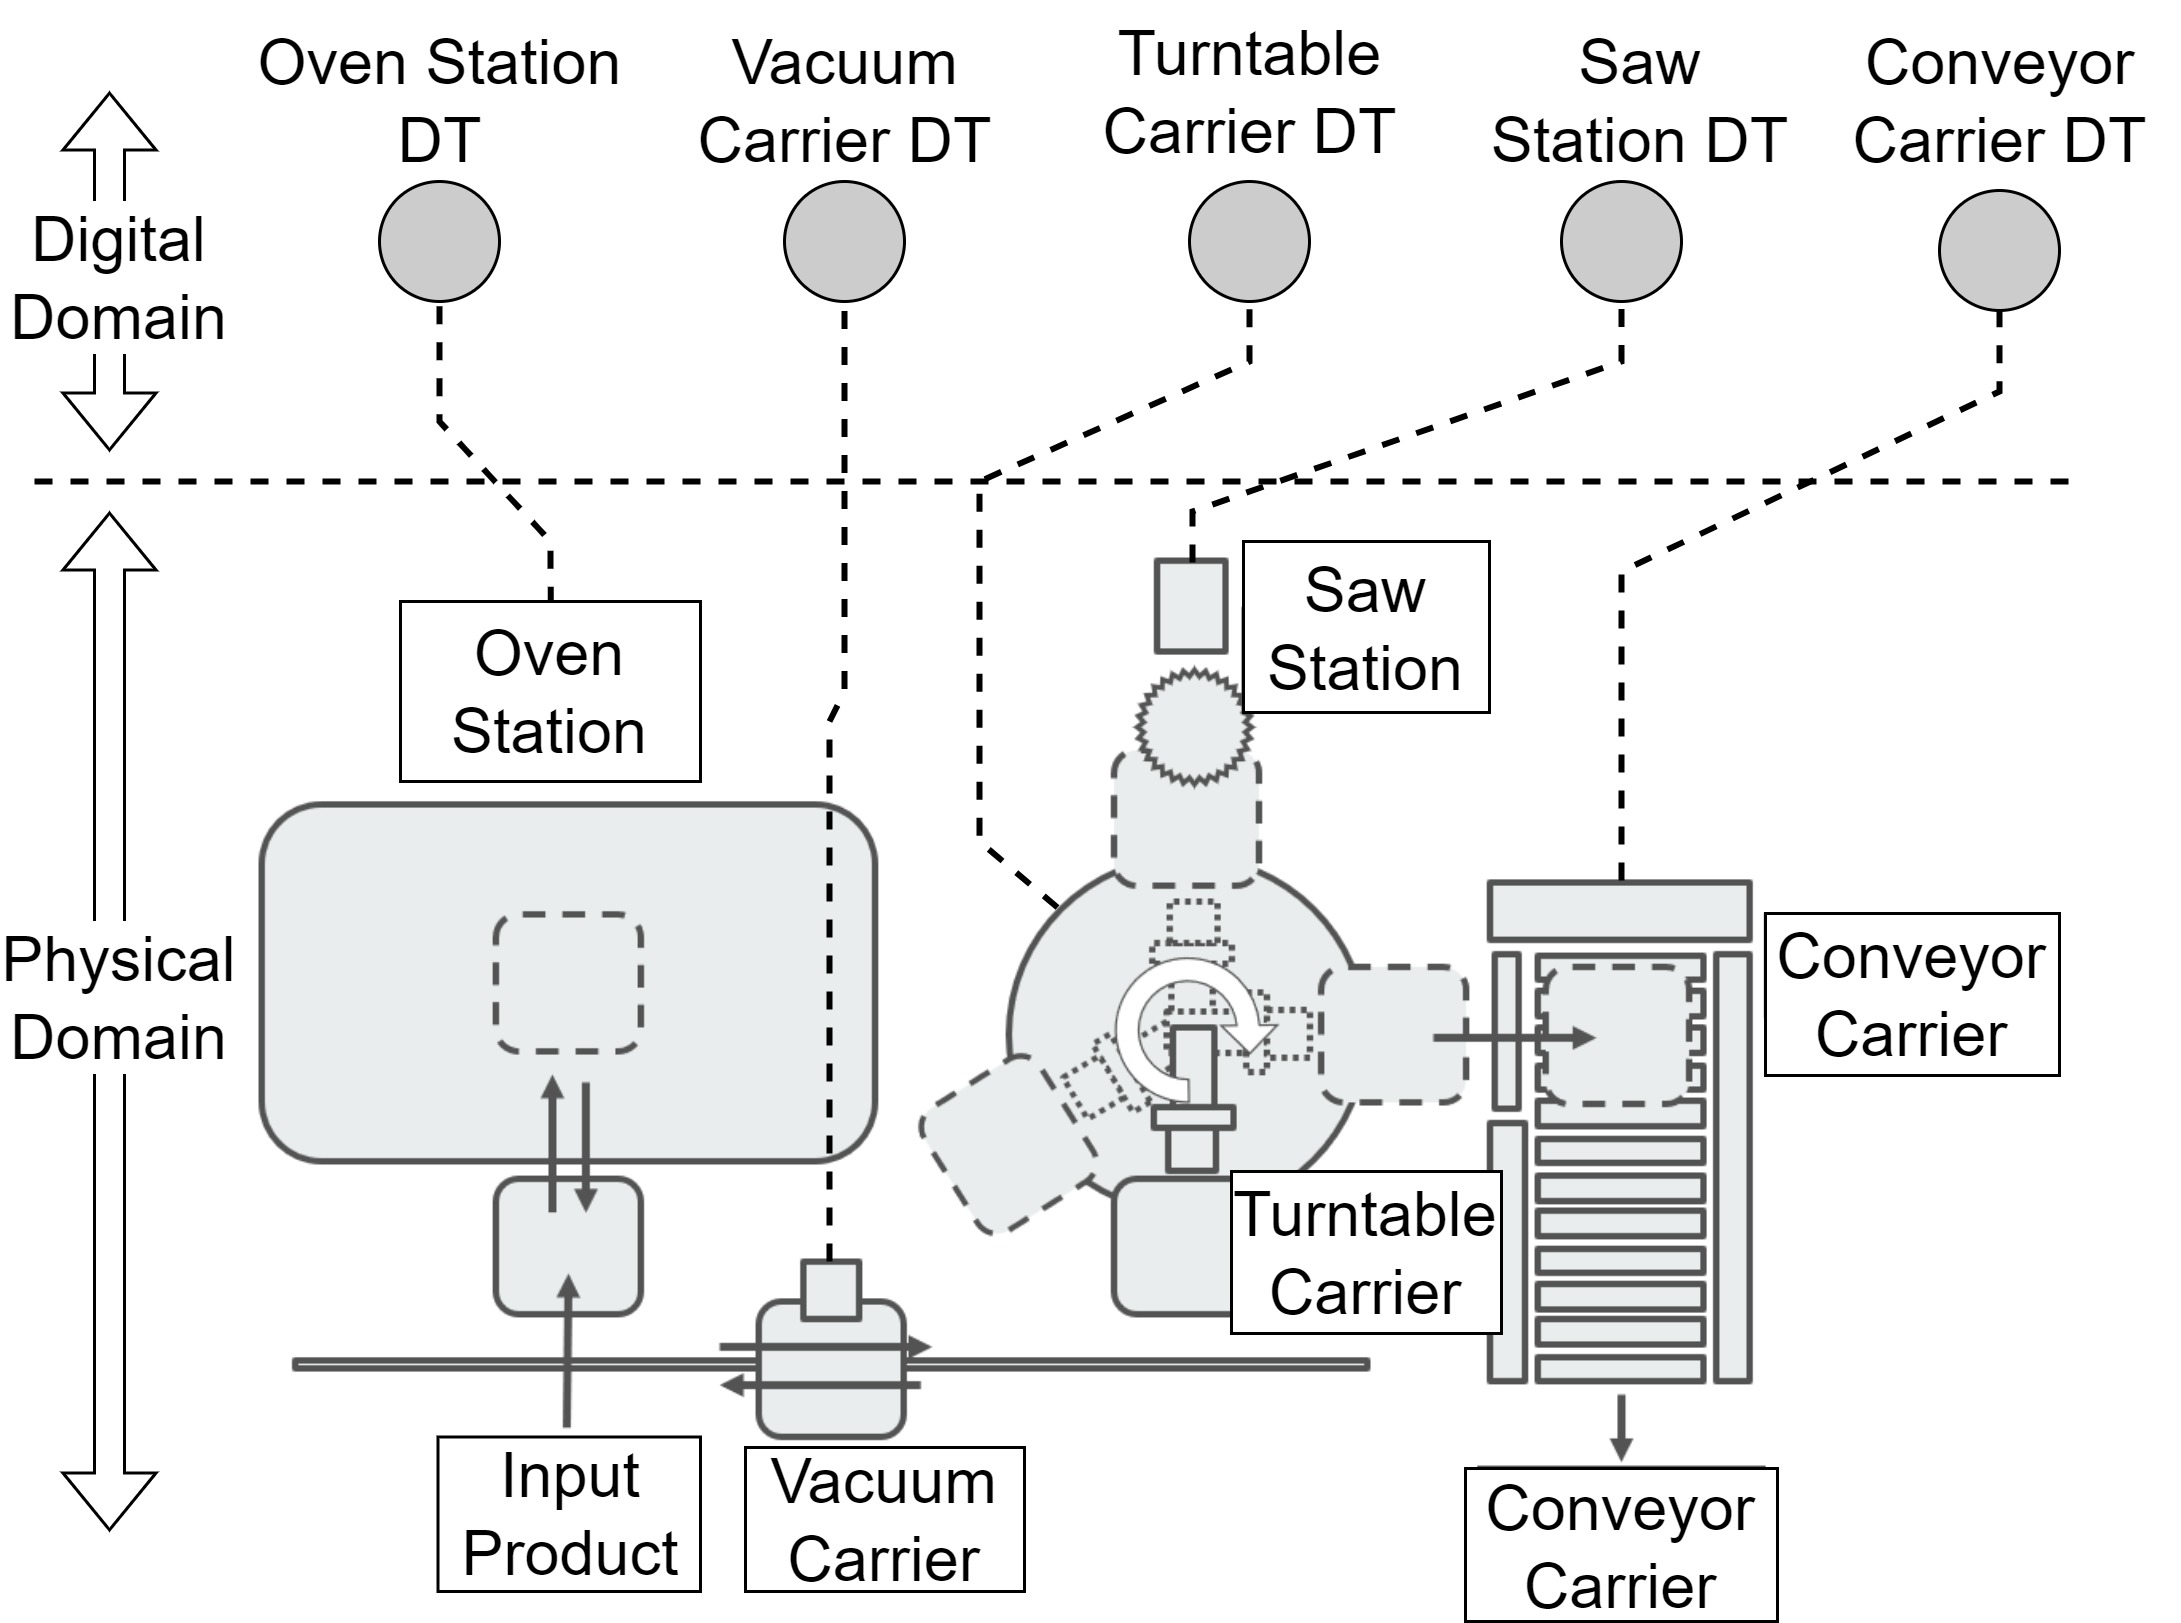 Oven Station
DT
Vacuum
Carrier DT
Turntable
Carrier DT
Saw
Station DT
Conveyor
Carrier DT
Digital
Domain
Physical
Domain
Oven
Station
Saw
Station
Conveyor
Carrier
Turntable
Carrier
Input
Product
Vacuum
Carrier
Conveyor
Carrier